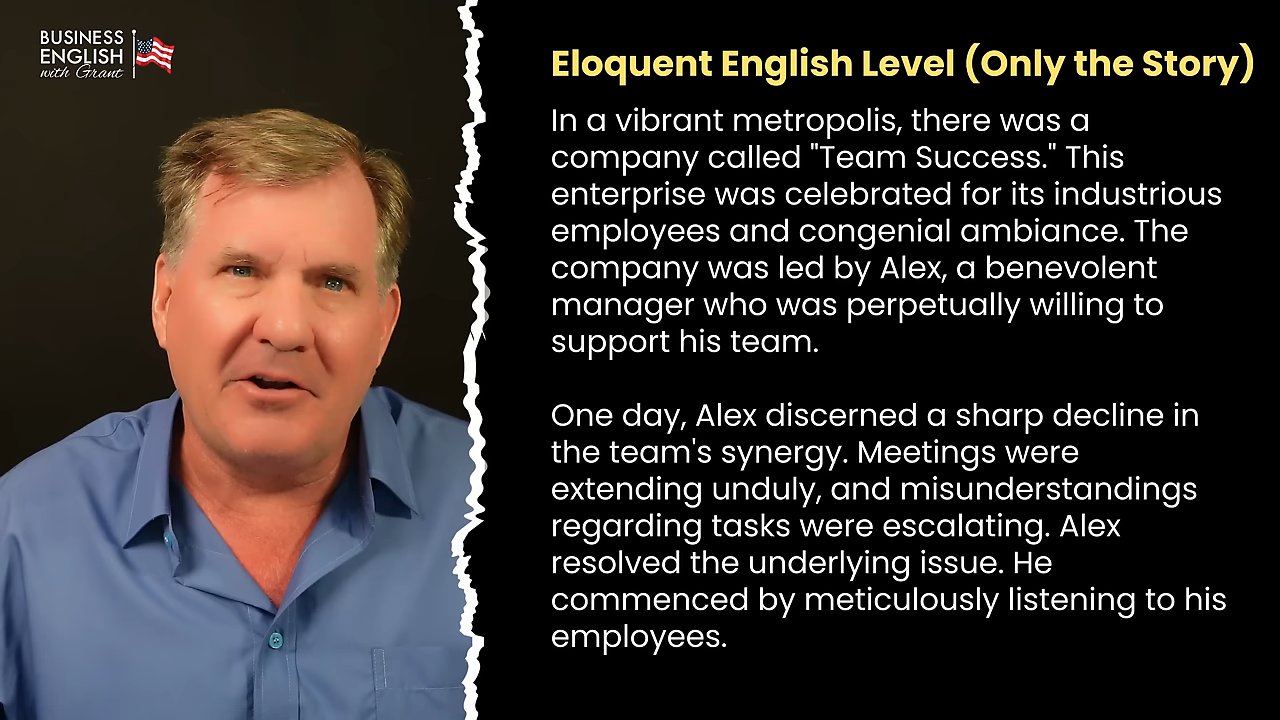 BUSINESS
ENGLISH
with Grant
Eloquent English Level (Only the Story)
In a vibrant metropolis, there was a
company called "Team Success." This
enterprise was celebrated for its industrious
employees and congenial ambiance. The
company was led by Alex, a benevolent
manager who was perpetually willing to
support his team.
One day, Alex discerned a sharp decline in
the team's synergy. Meetings were
extending unduly, and misunderstandings
regarding tasks were escalating. Alex
resolved the underlying issue. He
commenced by meticulously listening to his
employees.